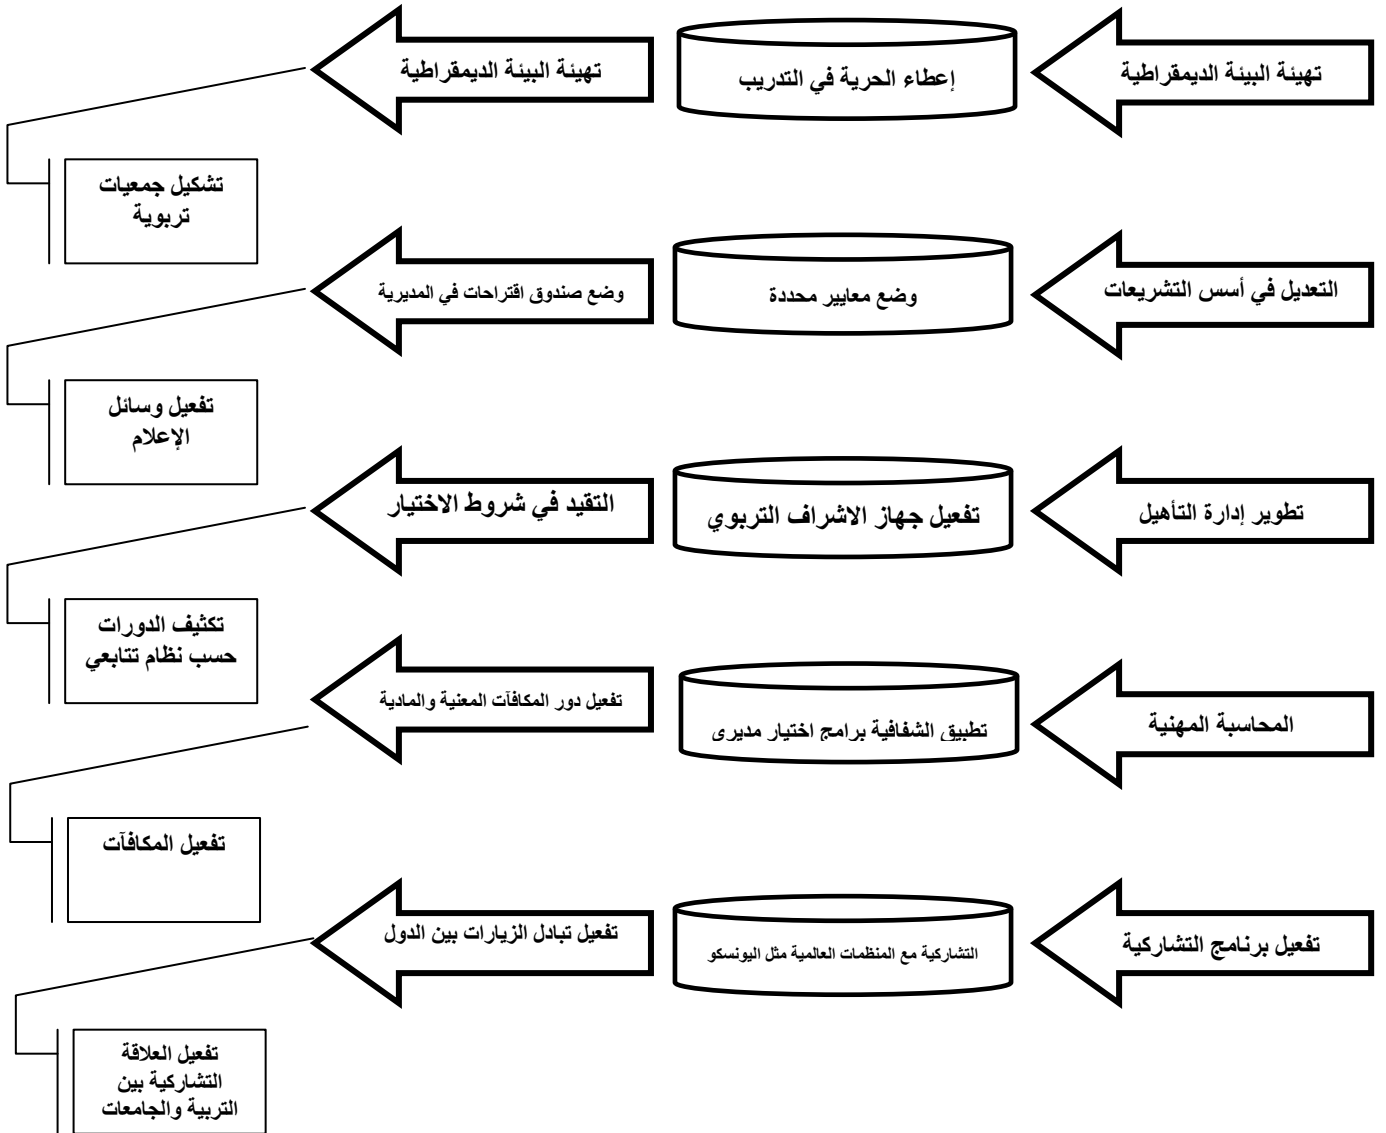 تهيئة البيئة الديمقراطية
إعطاء الحرية في التدريب
تهيئة البيئة الديمقراطية
تشكيل جمعيات
تربوية
التعديل في أسس التشريعات
وضع معايير محددة
وضع صندوق اقتراحات في المديرية
تفعيل وسائل
الإعلام
تطوير إدارة التأهيل
تفعيل جهاز الاشراف التربوي
التقيد في شروط الاختيار
تكثيف الدورات
حسب نظام تتابعي
المحاسبة المهنية
تطبيق الشفافية برامج اختيار مديري
تفعيل دور المكافآت المعنية والمادية
تفعيل المكافآت
تفعيل برنامج التشاركية
التشاركية مع المنظمات العالمية مثل اليونسكو
تفعيل تبادل الزيارات بين الدول
تفعيل العلاقة
التشاركية بين
التربية والجامعات